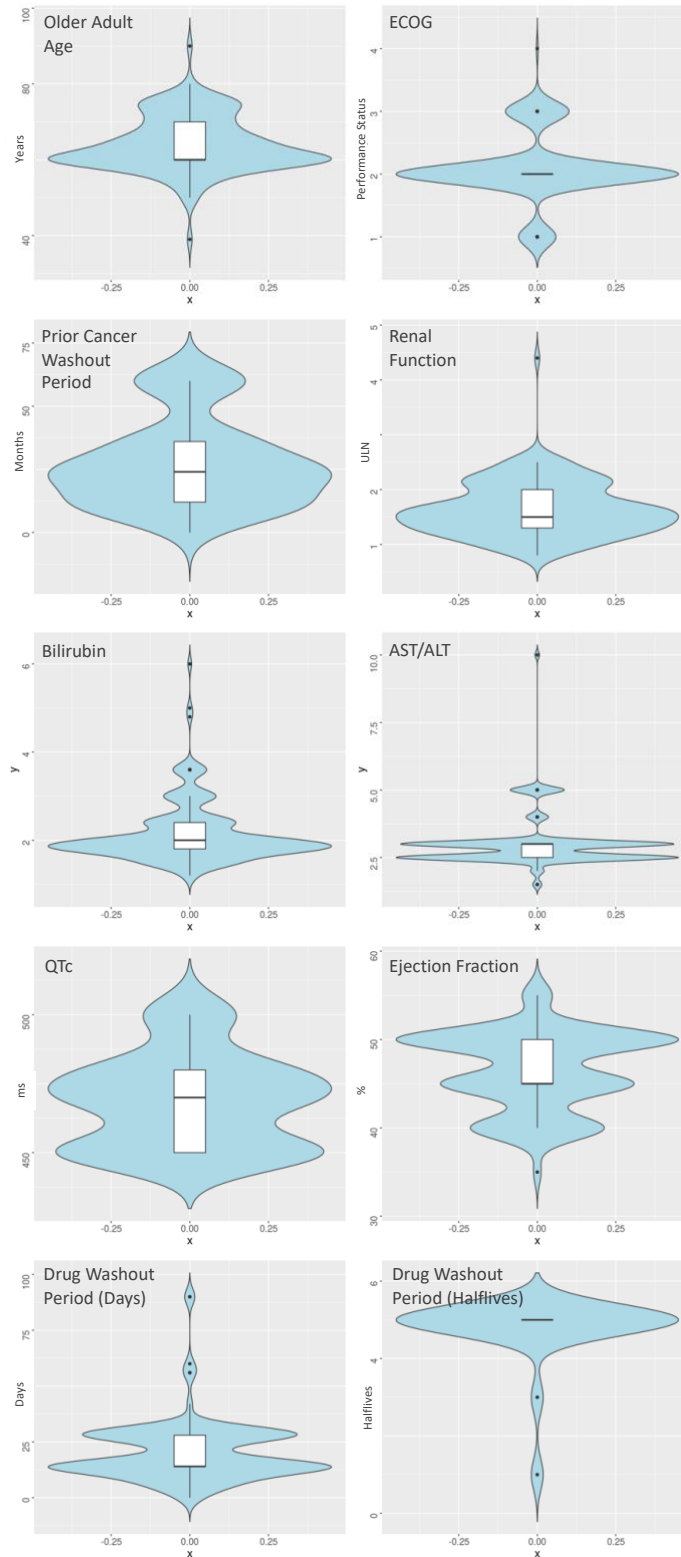 Older Adult
Age
Years
100
80
60
40
-0.25
0.00
0.25
x
ECOG
Performance Status
4
3
2
1
-0.25
0.00
0.25
x
Prior Cancer
Washout
Period
Months
75
50
25
0
-0.25
0.00
0.25
x
Renal
Function
ULN
5
4
3
2
1
-0.25
0.00
0.25
x
Bilirubin
y
6
4
2
-0.25
0.00
0.25
x
AST/ALT
y
10.0
7.5
5.0
2.5
-0.25
0.00
0.25
x
QTc
ms
500
450
-0.25
0.00
0.25
x
Ejection Fraction
%
60
50
40
30
-0.25
0.00
0.25
x
Drug Washout
Period (Days)
Days
100
75
50
25
0
-0.25
0.00
0.25
x
Drug Washout
Period (Halflives)
Halflives
6
4
2
0
-0.25
0.00
0.25
x